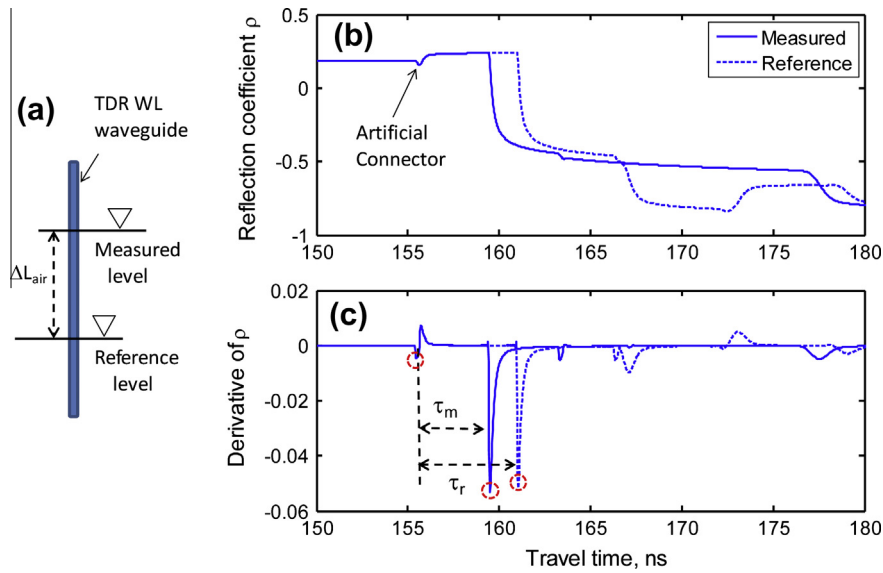 (a)
TDR WL
waveguide
Measured
level
ΔLair
Reference
level
(b)
Reflection coefficient ρ
0.5
0
-0.5
-1
Measured
Reference
Artificial
Connector
150 155 160 165 170 175 180
(c)
Derivative of ρ
0.02
0
-0.02
-0.04
-0.06
τm
τr
150 155 160 165 170 175 180
Travel time, ns